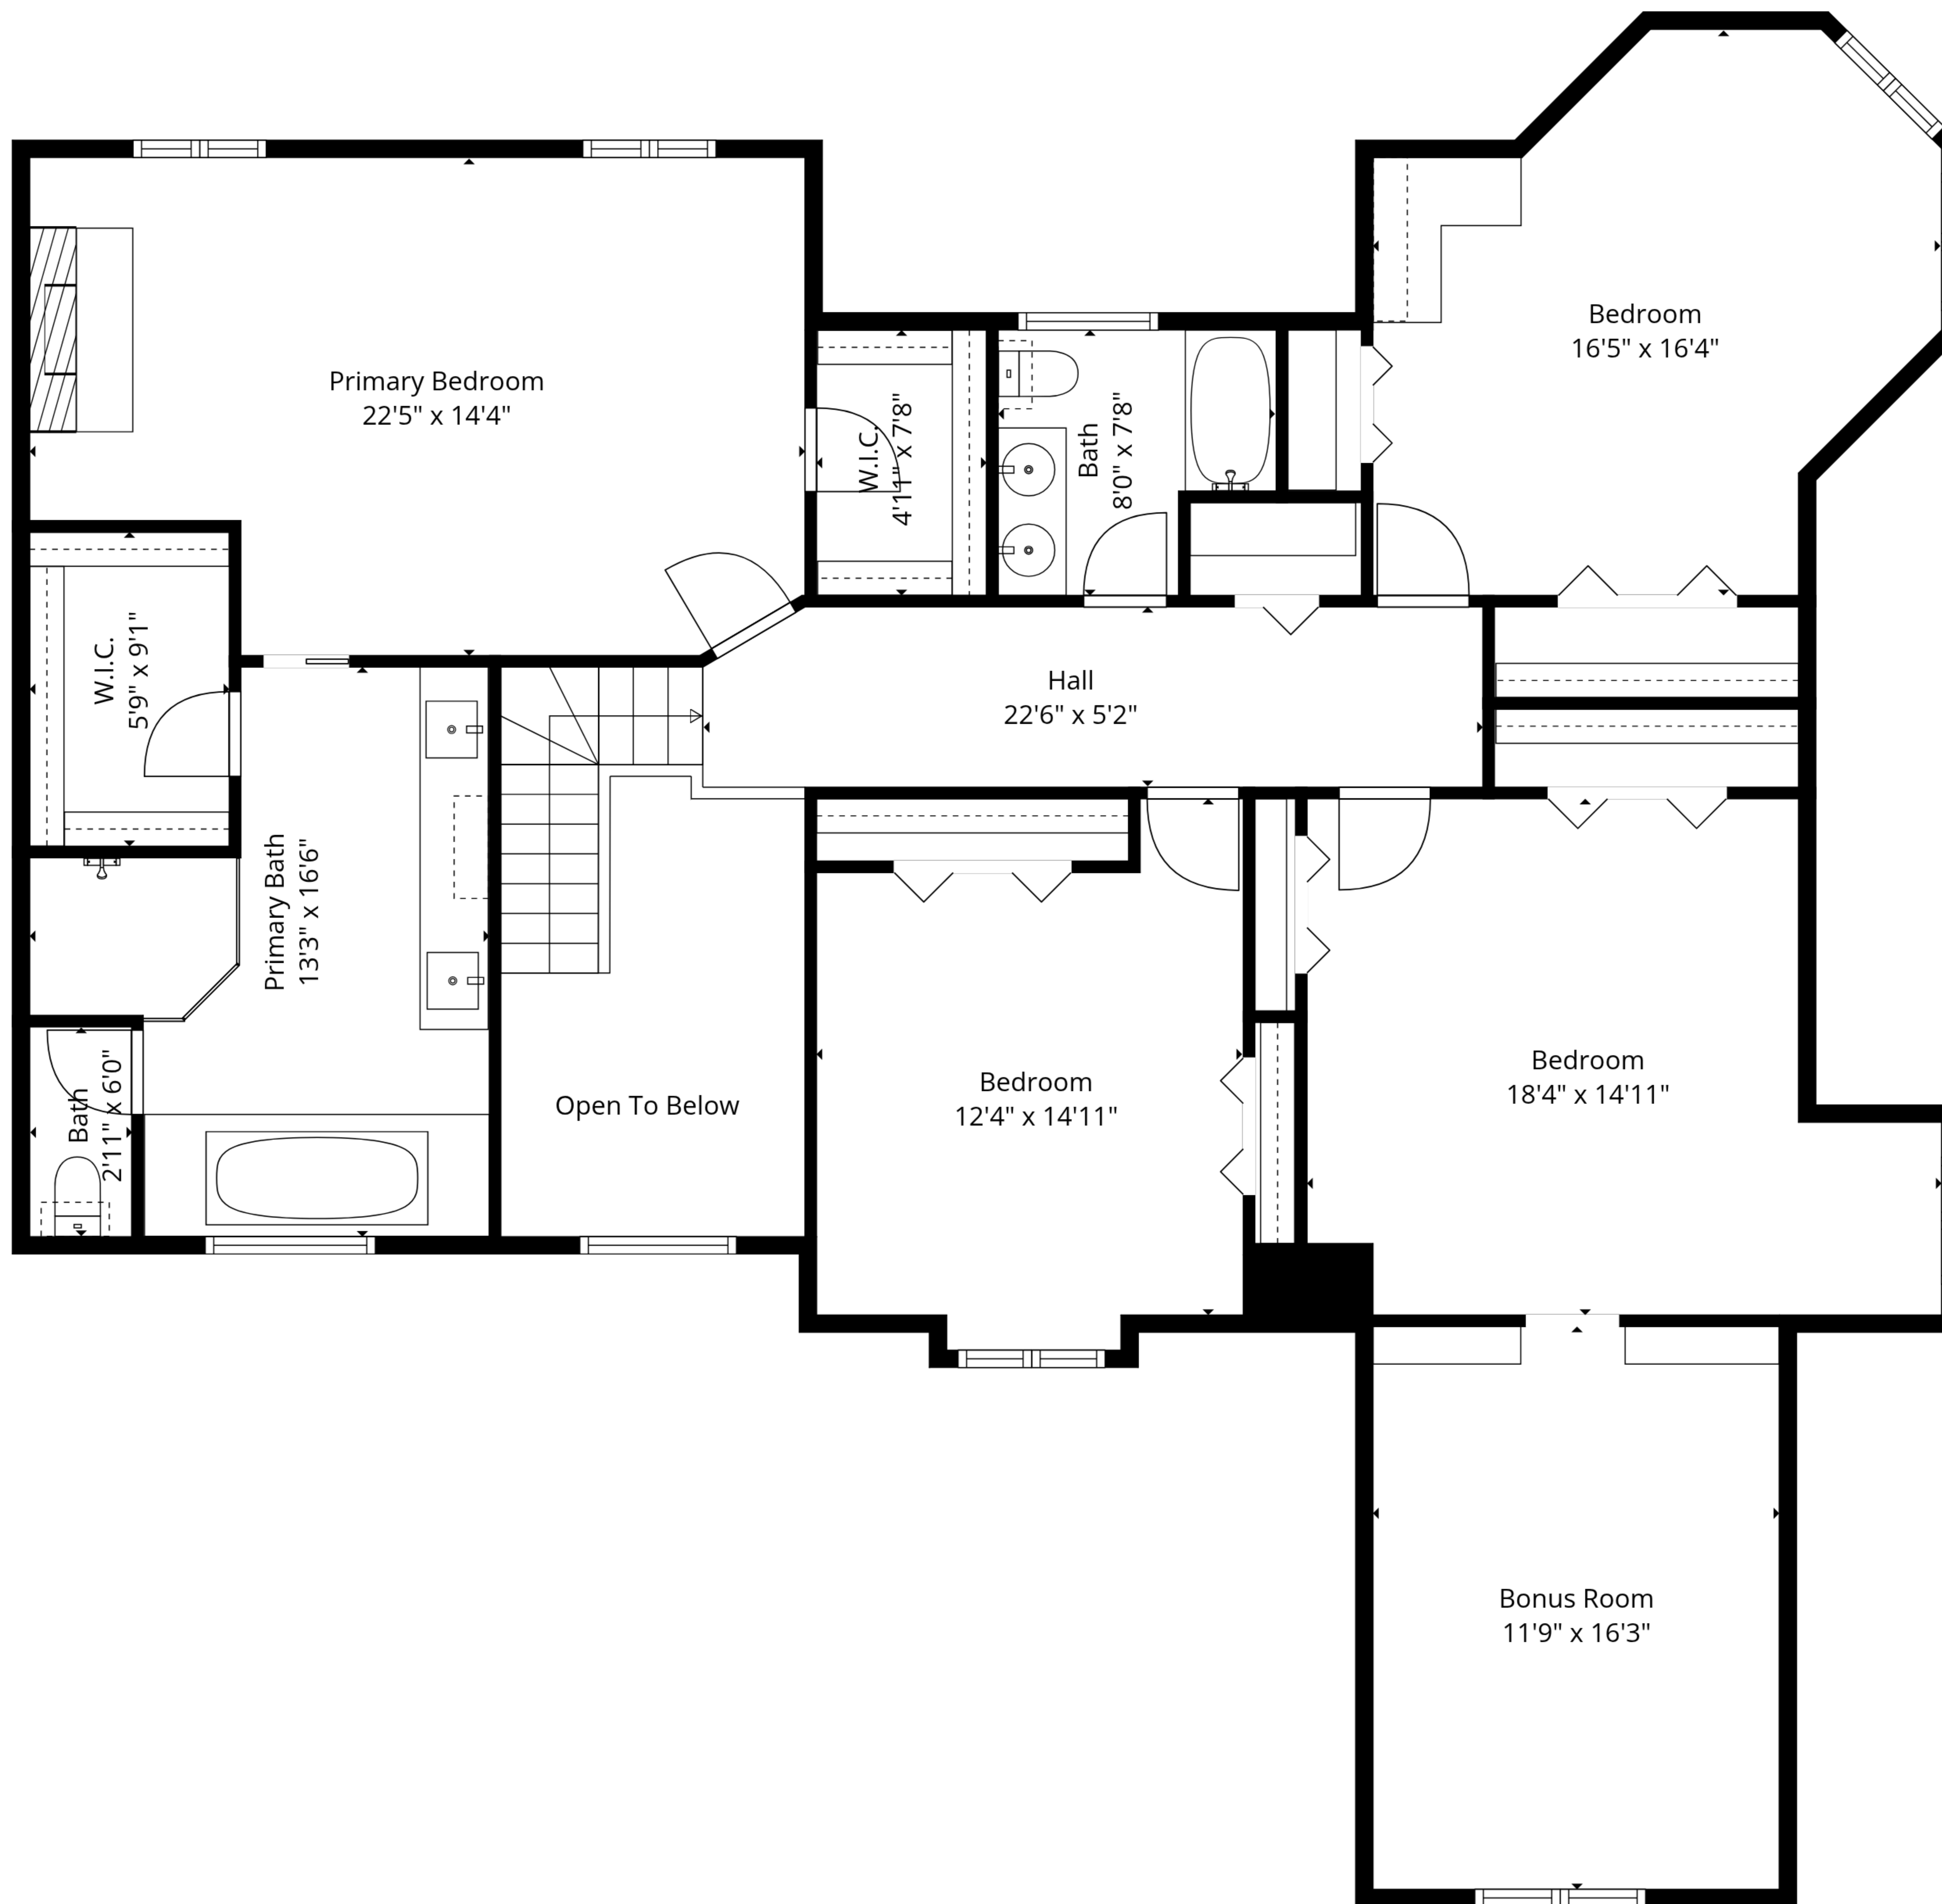 Bedroom
16'5" x 16'4"
Primary Bedroom
22'5" x 14'4"
W.I.C.
4'11" x 7'8"
Bath
8'0" x 7'8"
W.I.C.
5'9" x 9'1"
Hall
22'6" x 5'2"
Primary Bath
13'3" x 16'6"
Bath
2'11" x 6'0"
Open To Below
Bedroom
12'4" x 14'11"
Bedroom
18'4" x 14'11"
Bonus Room
11'9" x 16'3"